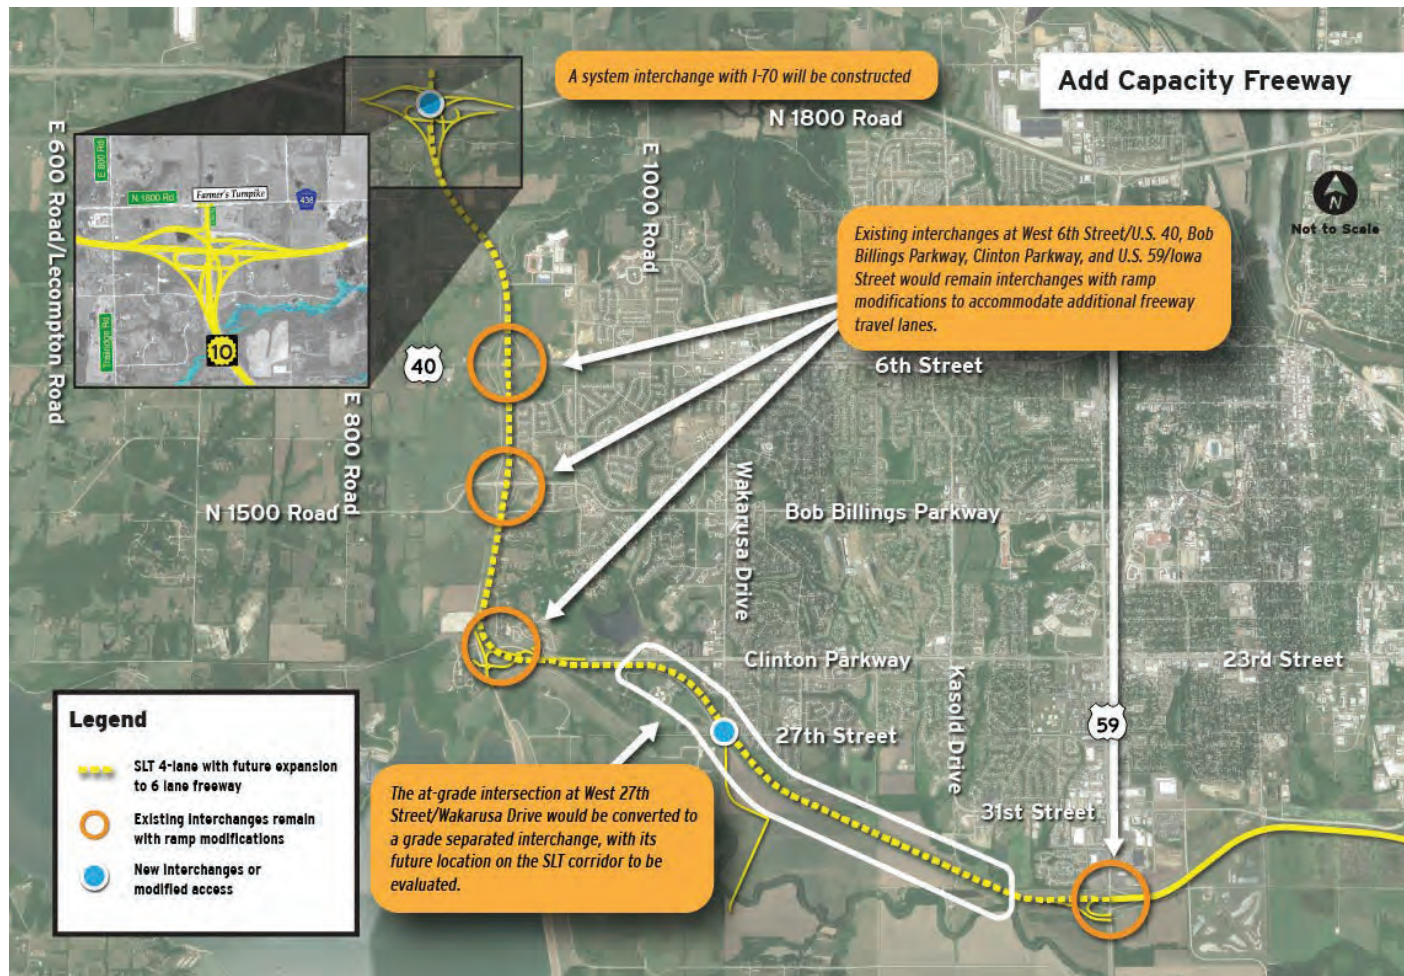 Add Capacity Freeway
A system interchange with I-70 will be constructed
N 1800 Road
E 600 Road/Lecompton Road
E 800 Rd
N 1800 Rd
Farmer's Turnpike
438
10
E 1000 Road
N
Not to Scale
Existing interchanges at West 6th Street/U.S. 40, Bob
Billings Parkway, Clinton Parkway, and U.S. 59/Iowa
Street would remain interchanges with ramp
modifications to accommodate additional freeway
travel lanes.
40
6th Street
E 800 Road
N 1500 Road
Wakarusa Drive
Bob Billings Parkway
Clinton Parkway
Kasold Drive
23rd Street
27th Street
59
31st Street
The at-grade intersection at West 27th
Street/Wakarusa Drive would be converted to
a grade separated interchange, with its
future location on the SLT corridor to be
evaluated.
Legend
SLT 4-lane with future expansion
to 6 lane freeway
Existing interchanges remain
with ramp modifications
New interchanges or
modified access